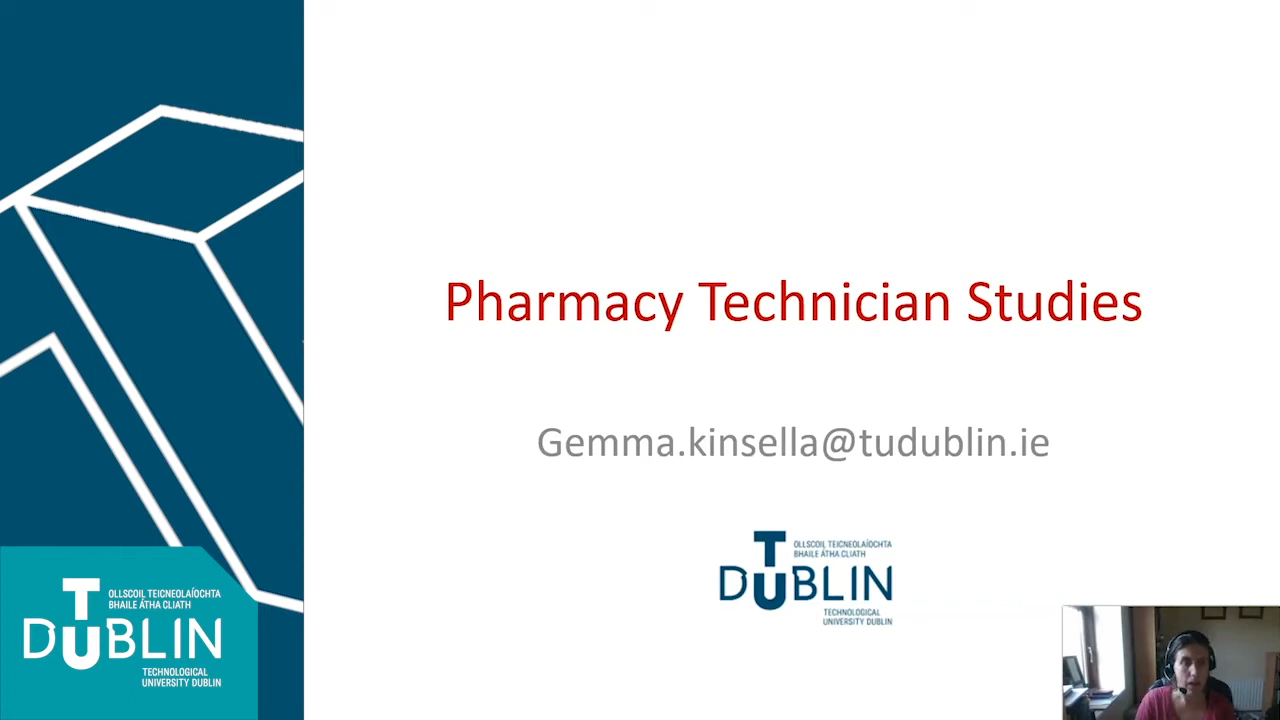 Pharmacy Technician Studies
Gemma.kinsella@tudublin.ie
OLLSCOIL TEICNEOLAÍOCHTA
BHAILE ÁTHA CLIATH
TU DUBLIN
TECHNOLOGICAL
UNIVERSITY DUBLIN
OLLSCOIL TEICNEOLAÍOCHTA
BHAILE ÁTHA CLIATH
TU DUBLIN
TECHNOLOGICAL
UNIVERSITY DUBLIN